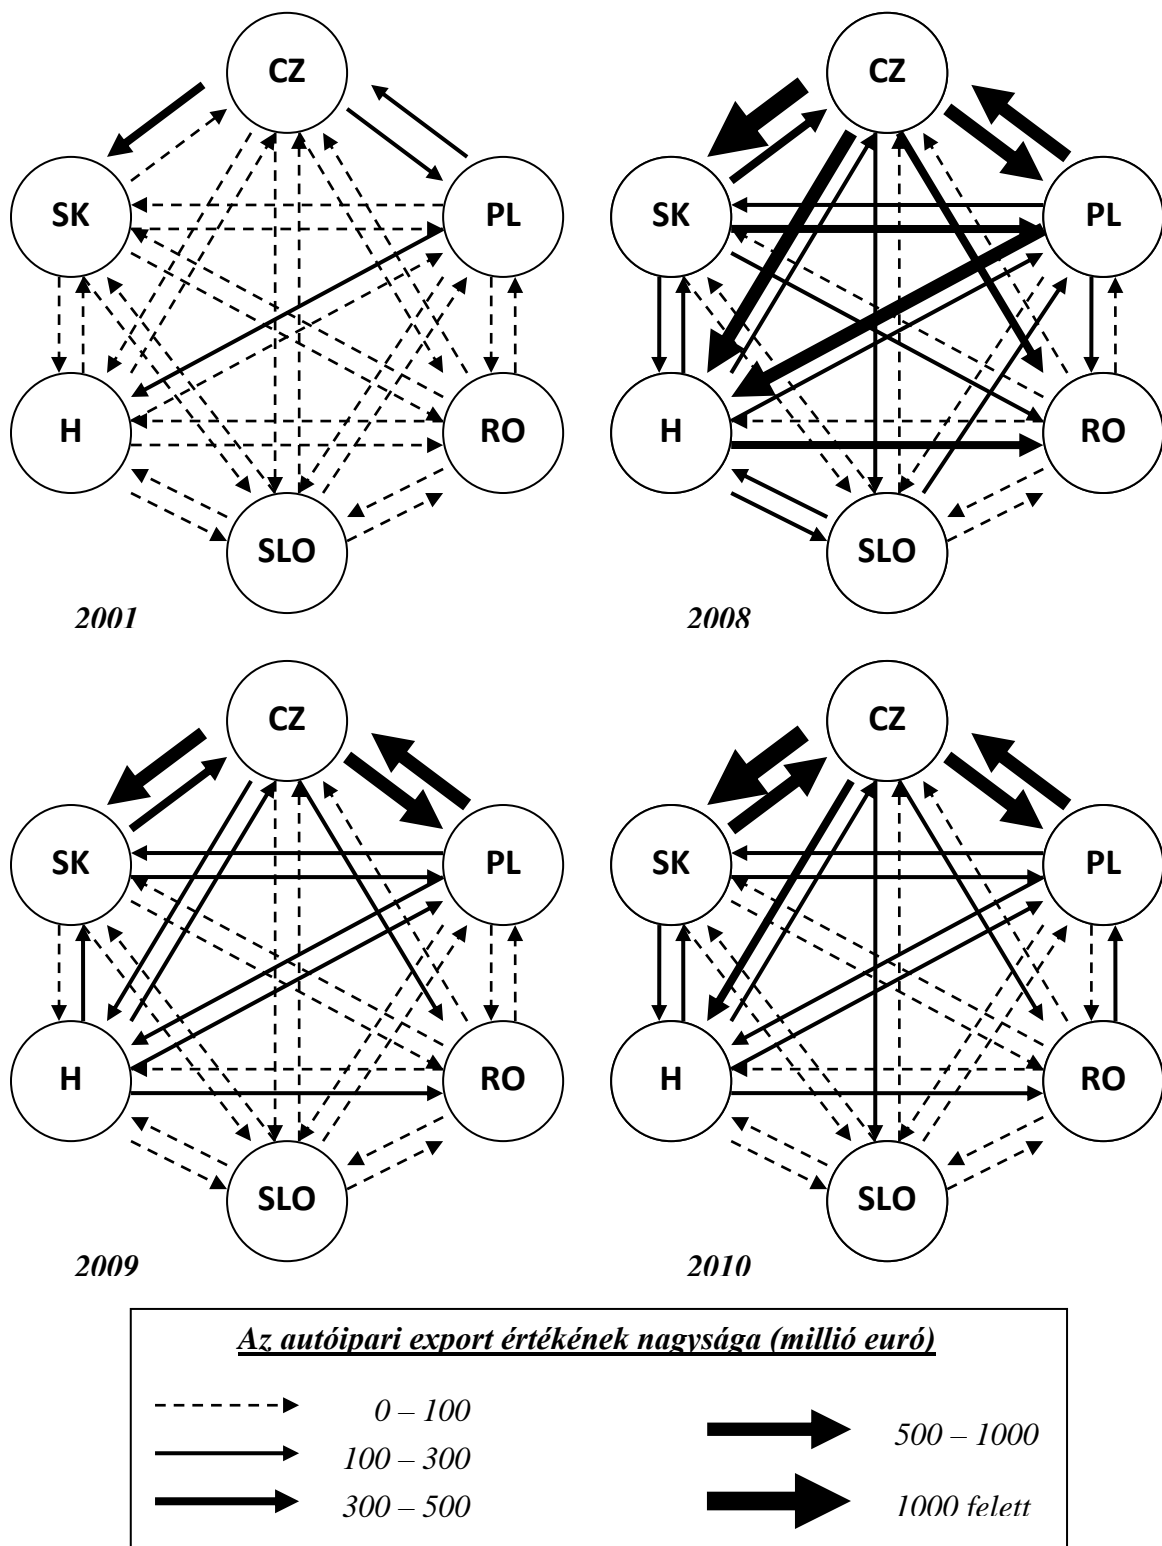 CZ CZ
SK PL SK PL
H RO H RO
SLO SLO
2001 2008
CZ CZ
SK PL SK PL
H RO H RO
SLO SLO
2009 2010
Az autóipari export értékének nagysága (millió euró)
0 – 100
500 – 1000
100 – 300
300 – 500
1000 felett